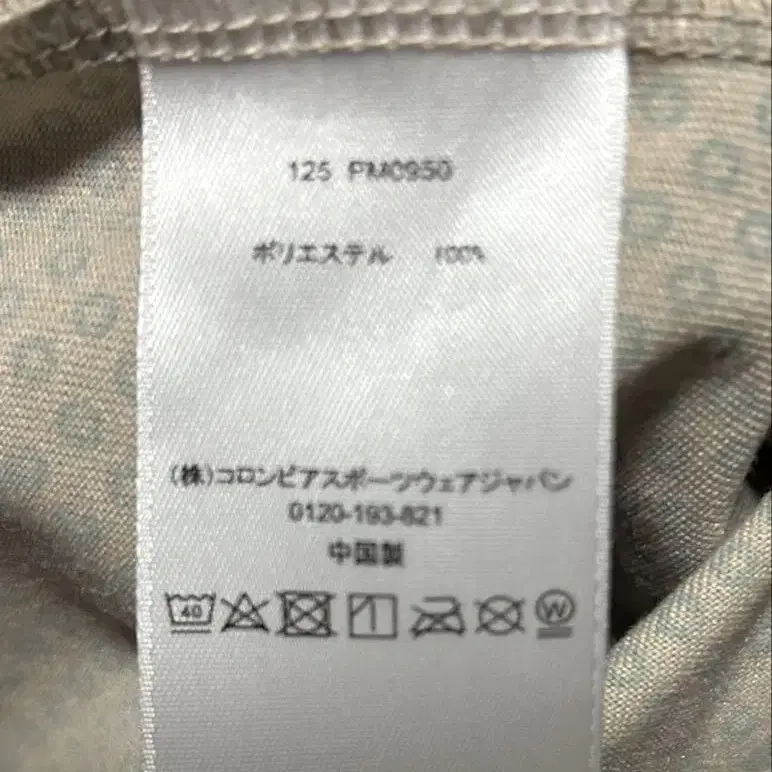 125 PM0950
ポリエステル 100%
(株)コロンビアスポーツウェアジャパン
0120-193-821
中国製
40
W